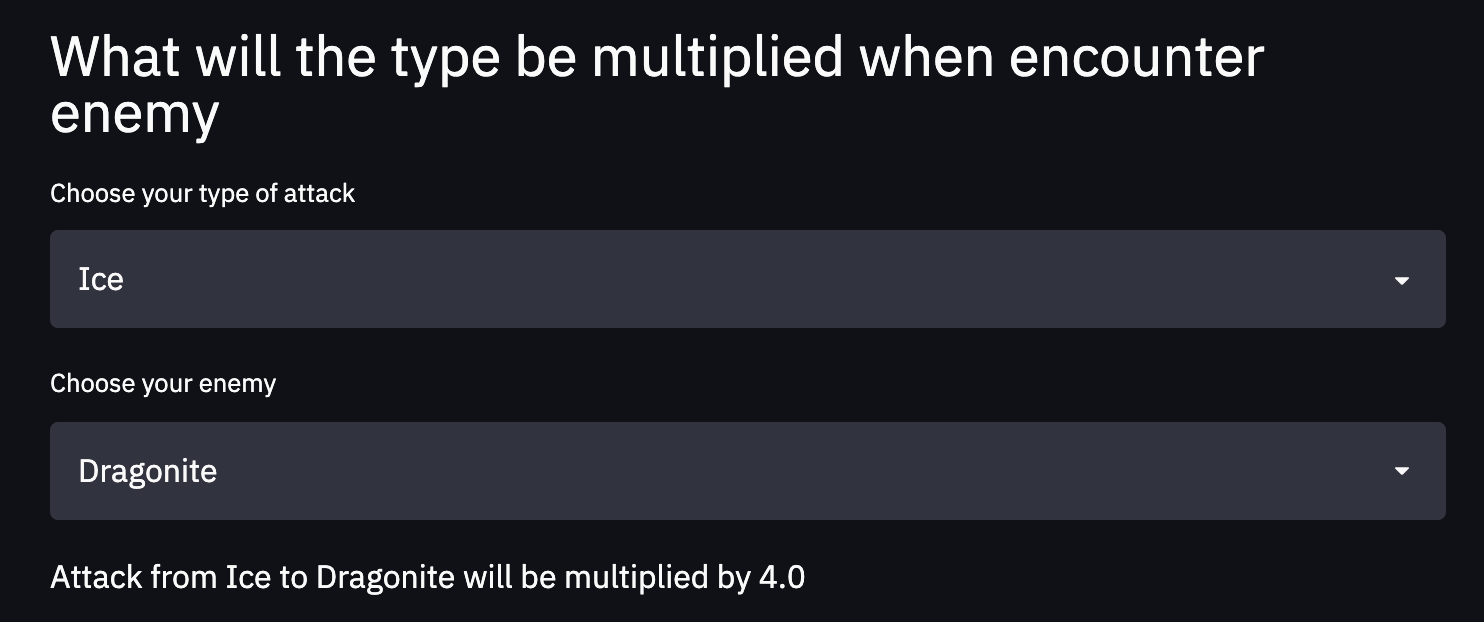 What will the type be multiplied when encounter
enemy
Choose your type of attack
Ice
Choose your enemy
Dragonite
Attack from Ice to Dragonite will be multiplied by 4.0